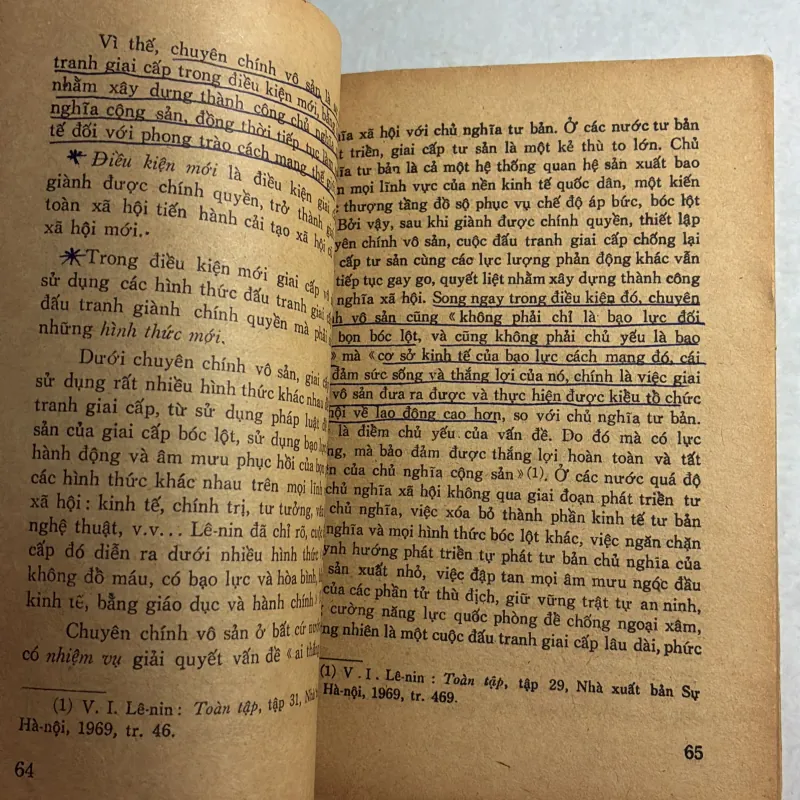 Vì thế, chuyên chính vô sản là sự
tranh giai cấp trong điều kiện mới, bằng
nhằm xây dựng thành công chủ nghĩa
nghĩa cộng sản, đồng thời tiếp tục làm
tế đối với phong trào cách mạng thế giới
* Điều kiện mới là điều kiện giai
giành được chính quyền, trở thành
toàn xã hội tiến hành cải tạo xã hội
xã hội mới.
* Trong điều kiện mới giai cấp vô
sử dụng các hình thức đấu tranh giai
đấu tranh giành chính quyền mà phải
những hình thức mới.
Dưới chuyên chính vô sản, giai
sử dụng rất nhiều hình thức khác nhau
tranh giai cấp, từ sử dụng pháp luật
sản của giai cấp bóc lột, sử dụng bạo lực
hành động và âm mưu phục hồi của bọn
các hình thức khác nhau trên mọi lĩnh
xã hội : kinh tế, chính trị, tư tưởng, văn
nghệ thuật, v.v... Lê-nin đã chỉ rõ, cuộc
cấp đó diễn ra dưới nhiều hình thức
không đổ máu, có bạo lực và hòa bình,
kinh tế, bằng giáo dục và hành chính
Chuyên chính vô sản ở bất cứ nước
có nhiệm vụ giải quyết vấn đề « ai thắng
(1) V. I. Lê-nin : Toàn tập, tập 31, Nhà
Hà-nội, 1969, tr. 46.
64
nghĩa xã hội với chủ nghĩa tư bản. Ở các nước tư bản
triển, giai cấp tư sản là một kẻ thù to lớn. Chủ
nghĩa tư bản là cả một hệ thống quan hệ sản xuất bao
mọi lĩnh vực của nền kinh tế quốc dân, một kiến
thượng tầng đồ sộ phục vụ chế độ áp bức, bóc lột
Bởi vậy, sau khi giành được chính quyền, thiết lập
chuyên chính vô sản, cuộc đấu tranh giai cấp chống lại
cấp tư sản cùng các lực lượng phản động khác vẫn
tiếp tục gay go, quyết liệt nhằm xây dựng thành công
nghĩa xã hội. Song ngay trong điều kiện đó, chuyên
chính vô sản cũng « không phải chỉ là bạo lực đối
bọn bóc lột, và cũng không phải chủ yếu là bạo
» mà « cơ sở kinh tế của bạo lực cách mạng đó, cái
đảm sức sống và thắng lợi của nó, chính là việc giai
vô sản đưa ra được và thực hiện được kiểu tổ chức
hội về lao động cao hơn, so với chủ nghĩa tư bản.
là điểm chủ yếu của vấn đề. Do đó mà có lực
mà bảo đảm được thắng lợi hoàn toàn và tất
của chủ nghĩa cộng sản » (1). Ở các nước quá độ
chủ nghĩa xã hội không qua giai đoạn phát triển tư
chủ nghĩa, việc xóa bỏ thành phần kinh tế tư bản
nghĩa và mọi hình thức bóc lột khác, việc ngăn chặn
hướng phát triển tự phát tư bản chủ nghĩa của
sản xuất nhỏ, việc đập tan mọi âm mưu ngóc đầu
của các phần tử thù địch, giữ vững trật tự an ninh,
cường năng lực quốc phòng để chống ngoại xâm,
nhiên là một cuộc đấu tranh giai cấp lâu dài, phức
(1) V. I. Lê-nin : Toàn tập, tập 29, Nhà xuất bản Sự
Hà-nội, 1969, tr. 469.
65